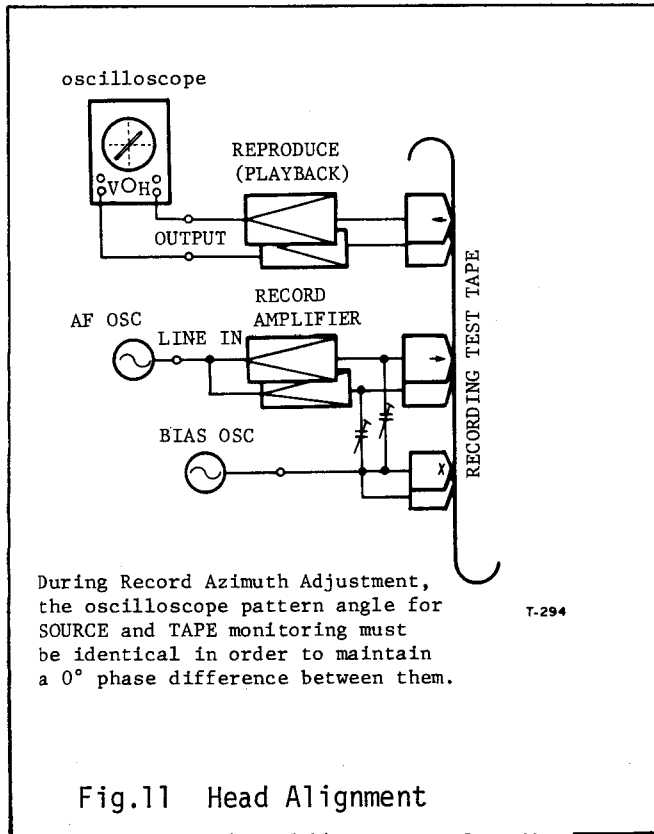 oscilloscope
V H
REPRODUCE
(PLAYBACK)
OUTPUT
RECORD
AMPLIFIER
AF OSC
LINE IN
BIAS OSC
X
RECORDING TEST TAPE
During Record Azimuth Adjustment,
the oscilloscope pattern angle for
SOURCE and TAPE monitoring must
be identical in order to maintain
a 0° phase difference between them.
T-294
Fig.11 Head Alignment